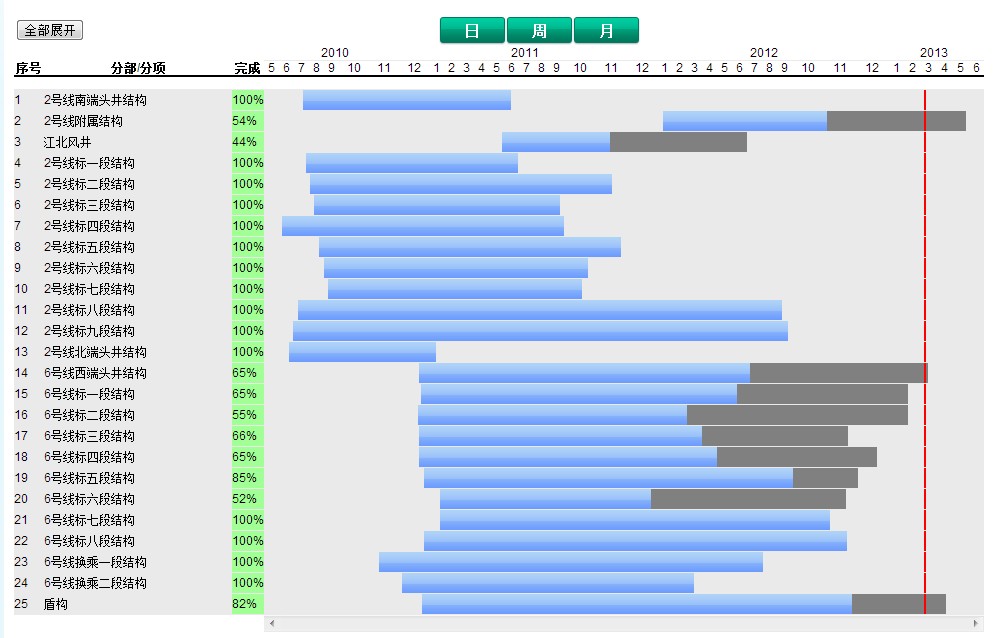 全部展开
日 周 月
2010 2011 2012 2013
序号 分部/分项 完成 5 6 7 8 9 10 11 12 1 2 3 4 5 6 7 8 9 10 11 12 1 2 3 4 5 6 7 8 9 10 11 12 1 2 3 4 5 6
1 2号线南端头井结构 100%
2 2号线附属结构 54%
3 江北风井 44%
4 2号线标一段结构 100%
5 2号线标二段结构 100%
6 2号线标三段结构 100%
7 2号线标四段结构 100%
8 2号线标五段结构 100%
9 2号线标六段结构 100%
10 2号线标七段结构 100%
11 2号线标八段结构 100%
12 2号线标九段结构 100%
13 2号线北端头井结构 100%
14 6号线西端头井结构 65%
15 6号线标一段结构 65%
16 6号线标二段结构 55%
17 6号线标三段结构 66%
18 6号线标四段结构 65%
19 6号线标五段结构 85%
20 6号线标六段结构 52%
21 6号线标七段结构 100%
22 6号线标八段结构 100%
23 6号线换乘一段结构 100%
24 6号线换乘二段结构 100%
25 盾构 82%